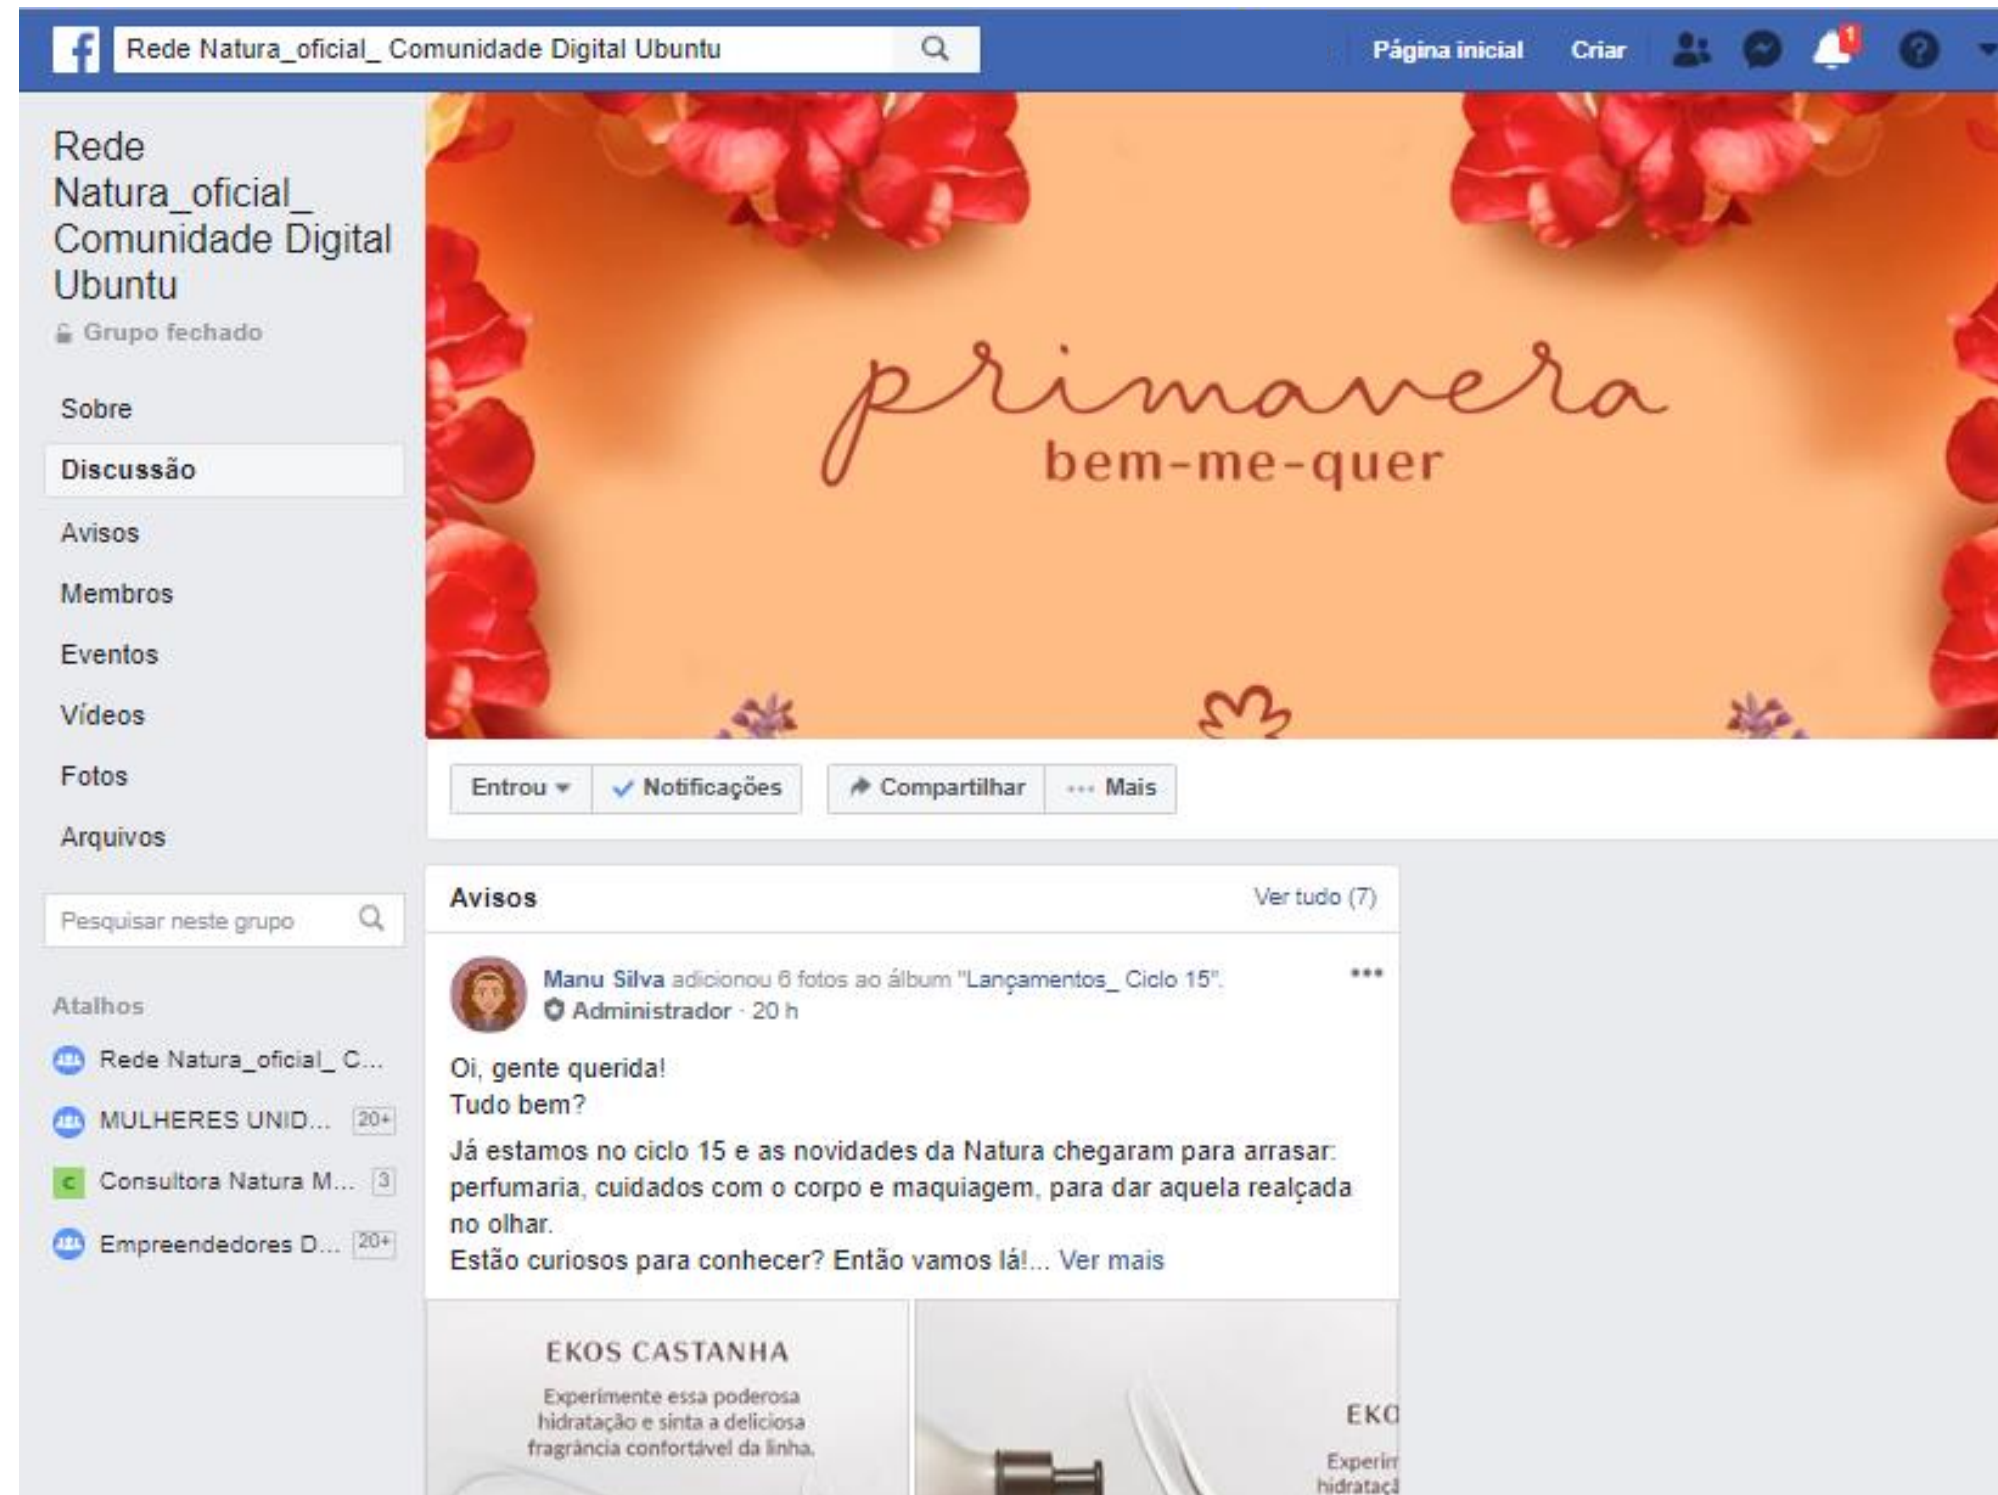 f Rede Natura_oficial_ Comunidade Digital Ubuntu
Página inicial Criar 1 ?
Rede
Natura_oficial_
Comunidade Digital
Ubuntu
Grupo fechado
Sobre
Discussão
Avisos
Membros
Eventos
Vídeos
Fotos
Arquivos
Pesquisar neste grupo
Atalhos
Rede Natura_oficial_ C...
MULHERES UNID... 20+
C Consultora Natura M... 3
Empreendedores D... 20+
primavera
bem-me-quer
Entrou Notificações Compartilhar ... Mais
Avisos Ver tudo (7)
Manu Silva adicionou 6 fotos ao álbum "Lançamentos_ Ciclo 15".
Administrador · 20 h
Oi, gente querida!
Tudo bem?
Já estamos no ciclo 15 e as novidades da Natura chegaram para arrasar:
perfumaria, cuidados com o corpo e maquiagem, para dar aquela realçada
no olhar.
Estão curiosos para conhecer? Então vamos lá!... Ver mais
EKOS CASTANHA
Experimente essa poderosa
hidratação e sinta a deliciosa
fragrância confortável da linha.
EKO
Experim
hidrataçã